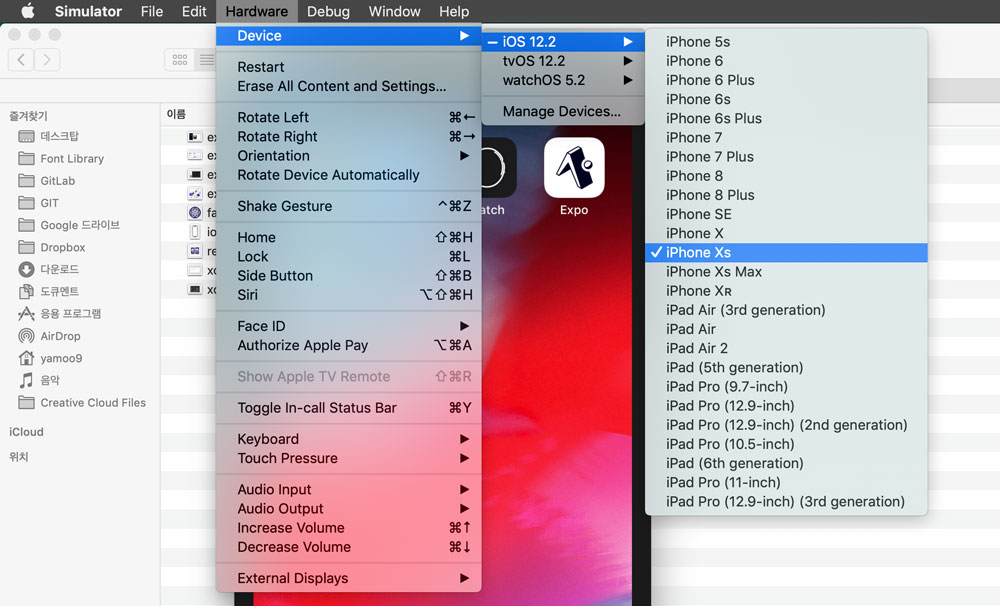 Simulator File Edit Hardware Debug Window Help
Device
Restart
Erase All Content and Settings...
Rotate Left ⌘←
Rotate Right ⌘→
Orientation
Rotate Device Automatically
Shake Gesture ^⌘Z
Home ⇧⌘H
Lock ⌘L
Side Button ⇧⌘B
Siri ⌥⇧⌘H
Face ID
Authorize Apple Pay ⌥⌘A
Show Apple TV Remote ⇧⌘R
Toggle In-call Status Bar ⌘Y
Keyboard
Touch Pressure
Audio Input
Audio Output
Increase Volume ⌘↑
Decrease Volume ⌘↓
External Displays
iOS 12.2
tvOS 12.2
watchOS 5.2
Manage Devices...
iPhone 5s
iPhone 6
iPhone 6 Plus
iPhone 6s
iPhone 6s Plus
iPhone 7
iPhone 7 Plus
iPhone 8
iPhone 8 Plus
iPhone SE
iPhone X
✓ iPhone Xs
iPhone Xs Max
iPhone Xʀ
iPad Air (3rd generation)
iPad Air
iPad Air 2
iPad (5th generation)
iPad Pro (9.7-inch)
iPad Pro (12.9-inch)
iPad Pro (12.9-inch) (2nd generation)
iPad Pro (10.5-inch)
iPad (6th generation)
iPad Pro (11-inch)
iPad Pro (12.9-inch) (3rd generation)
즐겨찾기
데스크탑
Font Library
GitLab
GIT
Google 드라이브
Dropbox
다운로드
도큐멘트
응용 프로그램
AirDrop
yamoo9
음악
Creative Cloud Files
iCloud
위치
이름
Expo